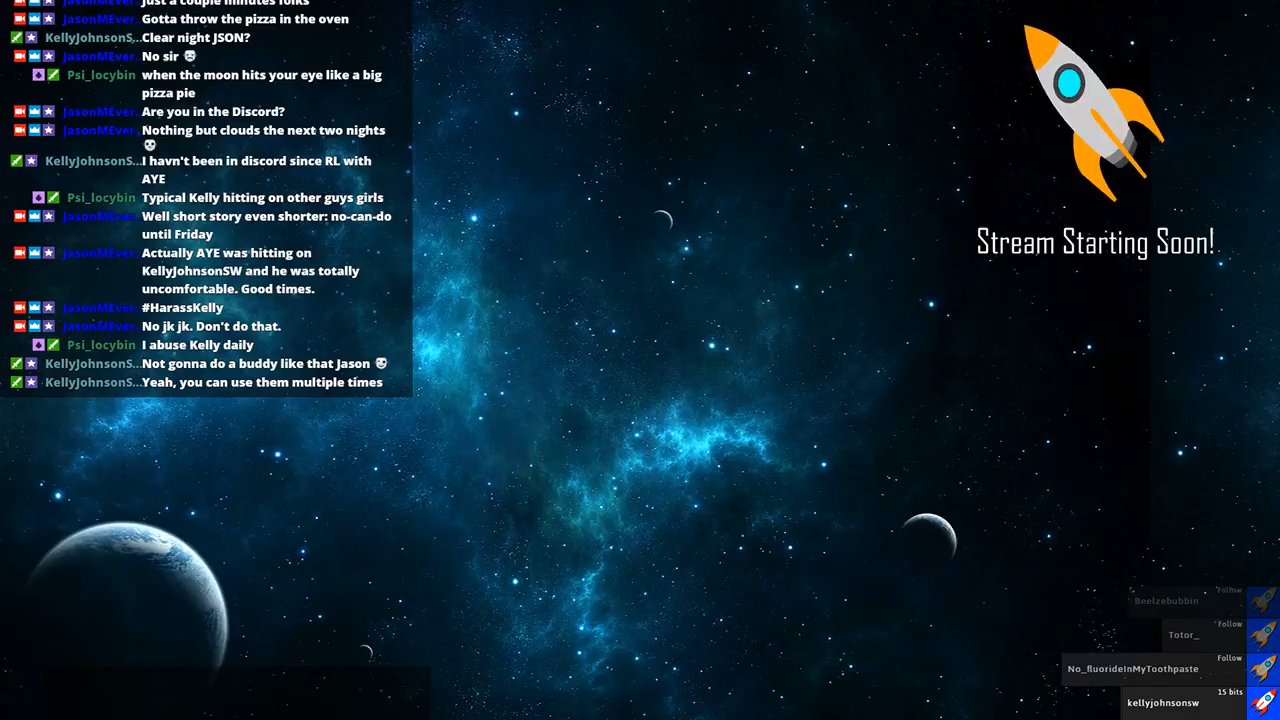 JasonMEver.. Just a couple minutes folks
JasonMEver.. Gotta throw the pizza in the oven
KellyJohnsonS... Clear night JSON?
JasonMEver.. No sir
Psi_locybin when the moon hits your eye like a big
pizza pie
JasonMEver.. Are you in the Discord?
JasonMEver.. Nothing but clouds the next two nights
KellyJohnsonS... I havn't been in discord since RL with
AYE
Psi_locybin Typical Kelly hitting on other guys girls
JasonMEver.. Well short story even shorter: no-can-do
until Friday
JasonMEver.. Actually AYE was hitting on
KellyJohnsonSW and he was totally
uncomfortable. Good times.
JasonMEver.. #HarassKelly
JasonMEver.. No jk jk. Don't do that.
Psi_locybin I abuse Kelly daily
KellyJohnsonS... Not gonna do a buddy like that Jason
KellyJohnsonS... Yeah, you can use them multiple times
Stream Starting Soon!
Follow
Beelzebubbin
Follow
Totor_
Follow
No_fluorideInMyToothpaste
15 bits
kellyjohnsonsw